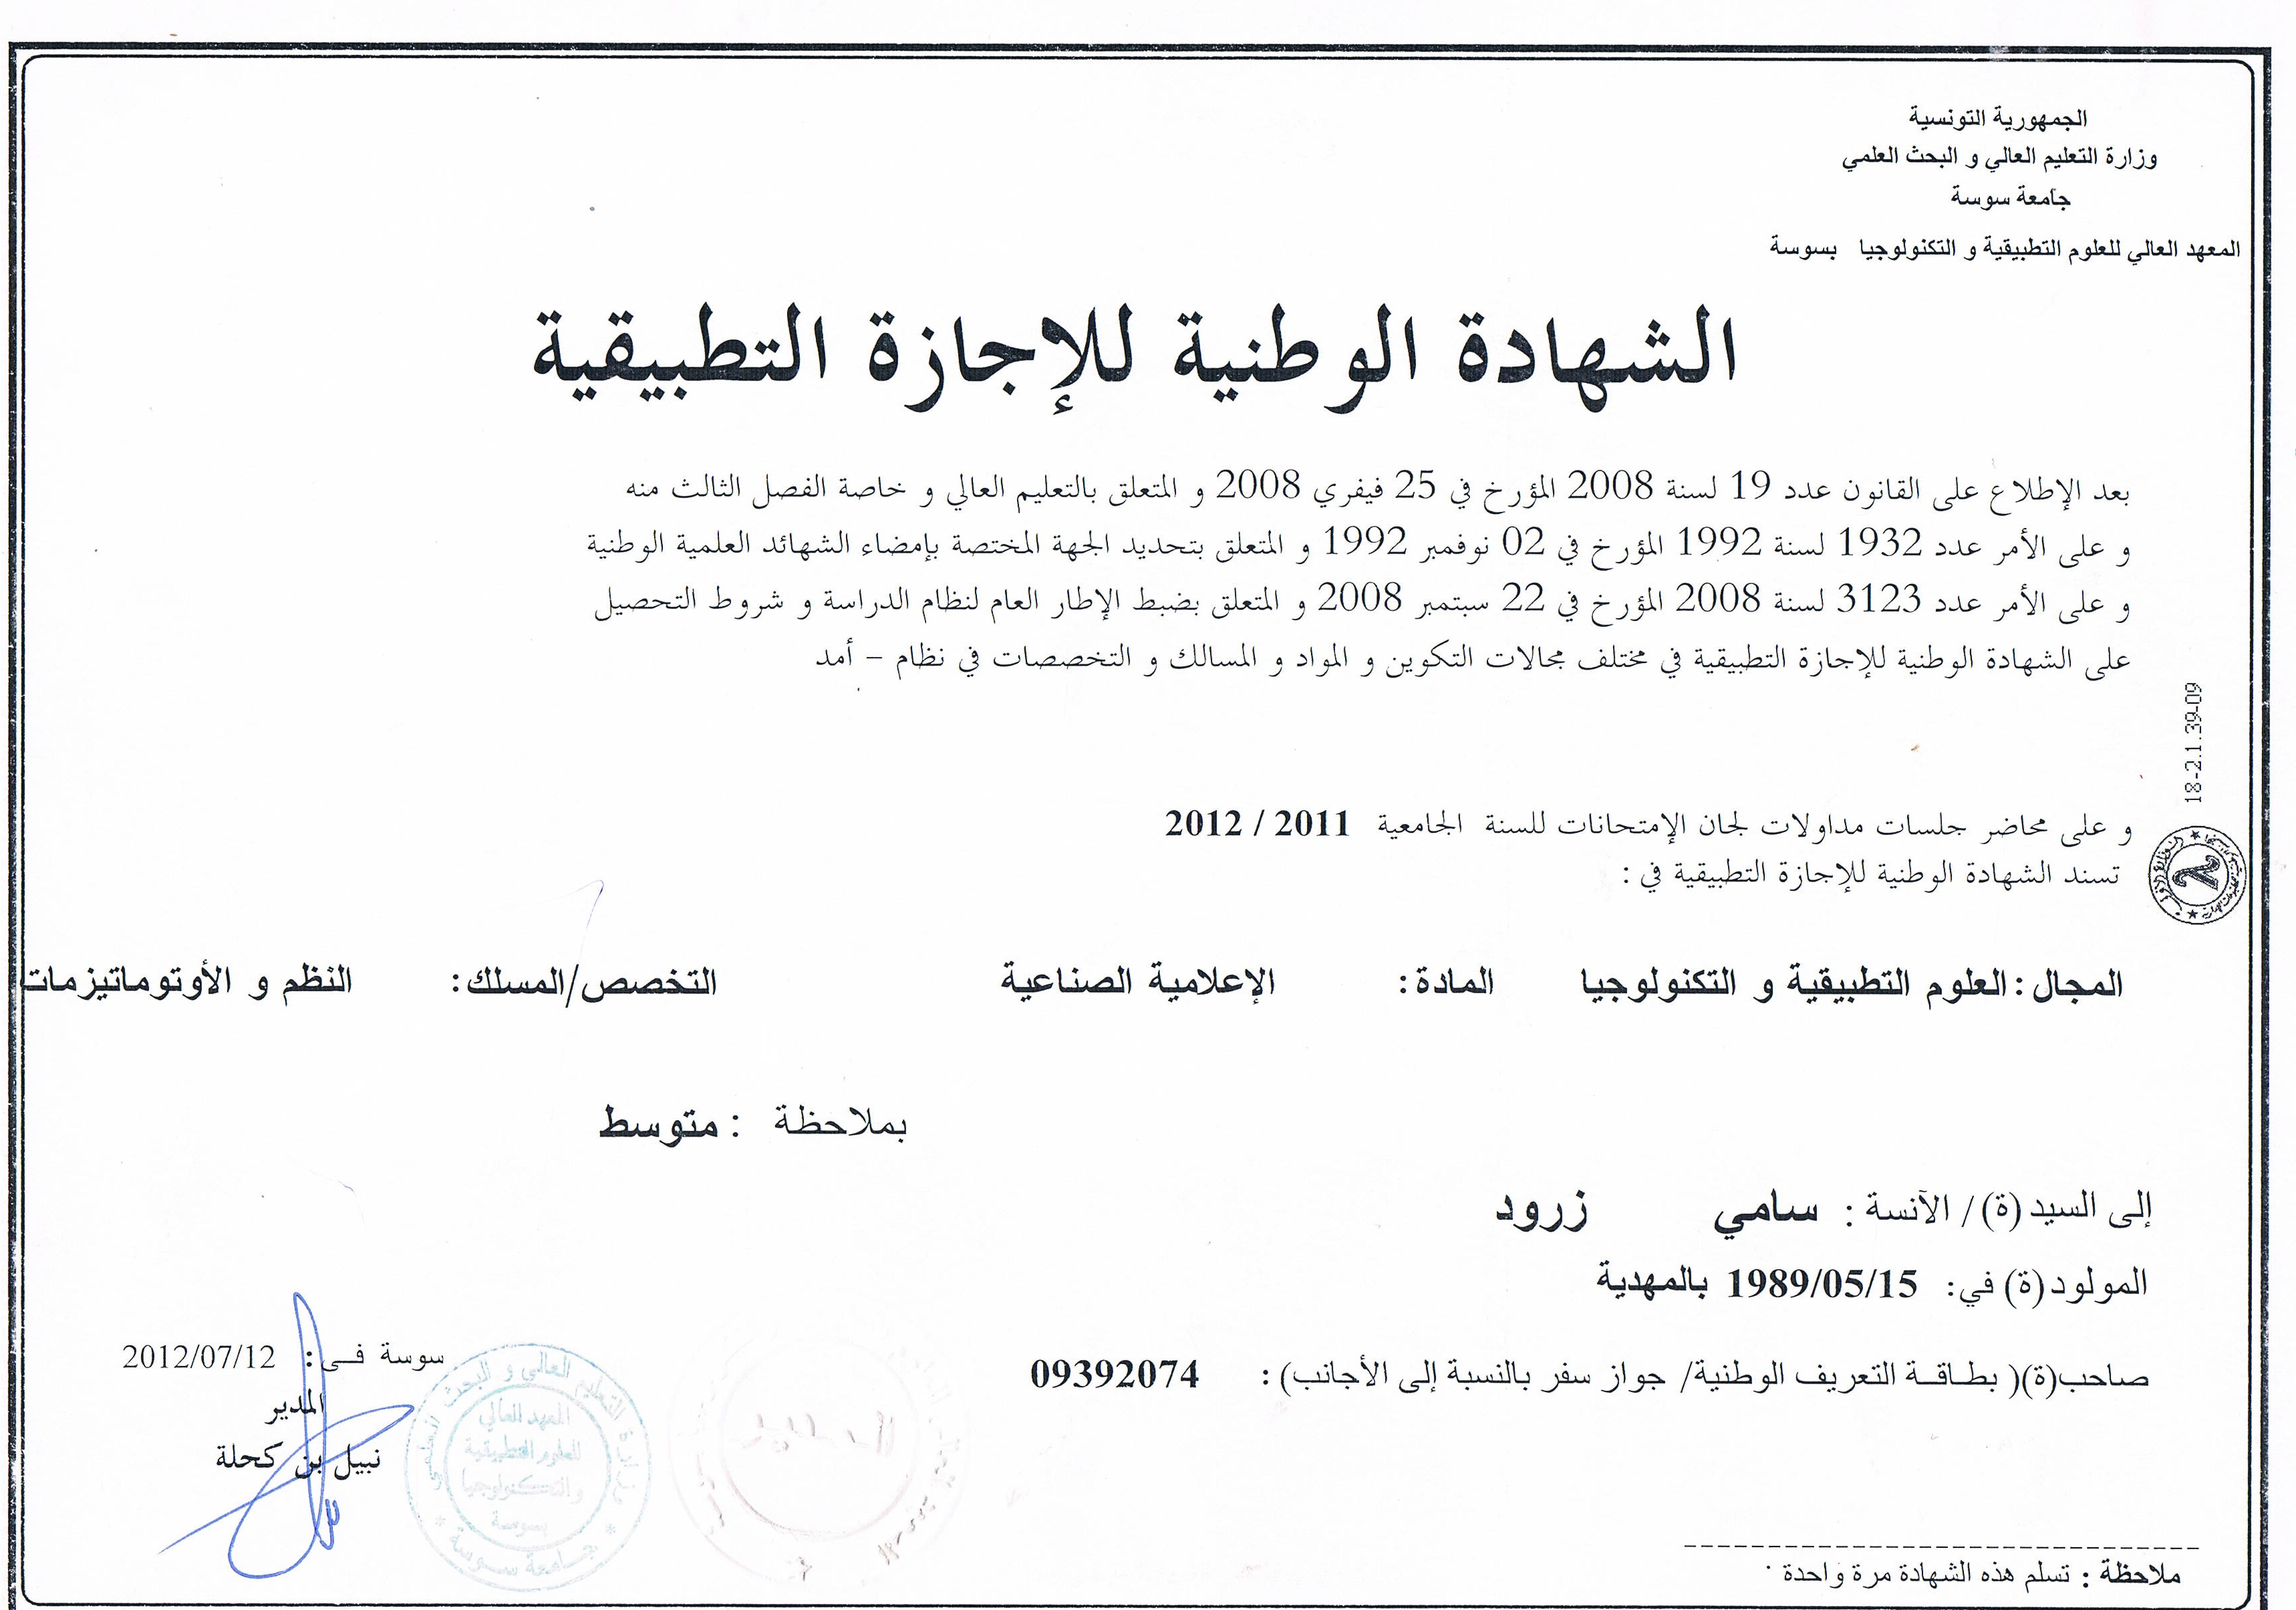 الجمهورية التونسية
وزارة التعليم العالي و البحث العلمي
جامعة سوسة
المعهد العالي للعلوم التطبيقية و التكنولوجيا بسوسة
الشهادة الوطنية للإجازة التطبيقية
بعد الإطلاع على القانون عدد 19 لسنة 2008 المؤرخ في 25 فيفري 2008 و المتعلق بالتعليم العالي و خاصة الفصل الثالث منه
و على الأمر عدد 1932 لسنة 1992 المؤرخ في 02 نوفمبر 1992 و المتعلق بتحديد الجهة المختصة بإمضاء الشهائد العلمية الوطنية
و على الأمر عدد 3123 لسنة 2008 المؤرخ في 22 سبتمبر 2008 و المتعلق بضبط الإطار العام لنظام الدراسة و شروط التحصيل
على الشهادة الوطنية للإجازة التطبيقية في مختلف مجالات التكوين و المواد و المسالك و التخصصات في نظام – أمد
18-2.1.39-09
و على محاضر جلسات مداولات لجان الإمتحانات للسنة الجامعية 2011 / 2012
تسند الشهادة الوطنية للإجازة التطبيقية في :
المجال : العلوم التطبيقية و التكنولوجيا المادة : الإعلامية الصناعية التخصص/المسلك : النظم و الأوتوماتيزمات
بملاحظة : متوسط
إلى السيد (ة) / الآنسة : سامي زرود
المولود (ة) في: 1989/05/15 بالمهدية
صاحب(ة)( بطاقة التعريف الوطنية/ جواز سفر بالنسبة إلى الأجانب) : 09392074
سوسة في : 2012/07/12
المدير
نبيل بن كحلة
وزارة التعليم العالي و البحث العلمي
المعهد العالي
للعلوم التطبيقية
والتكنولوجيا
بسوسة
جامعة سوسة
المدير
ملاحظة : تسلم هذه الشهادة مرة واحدة .